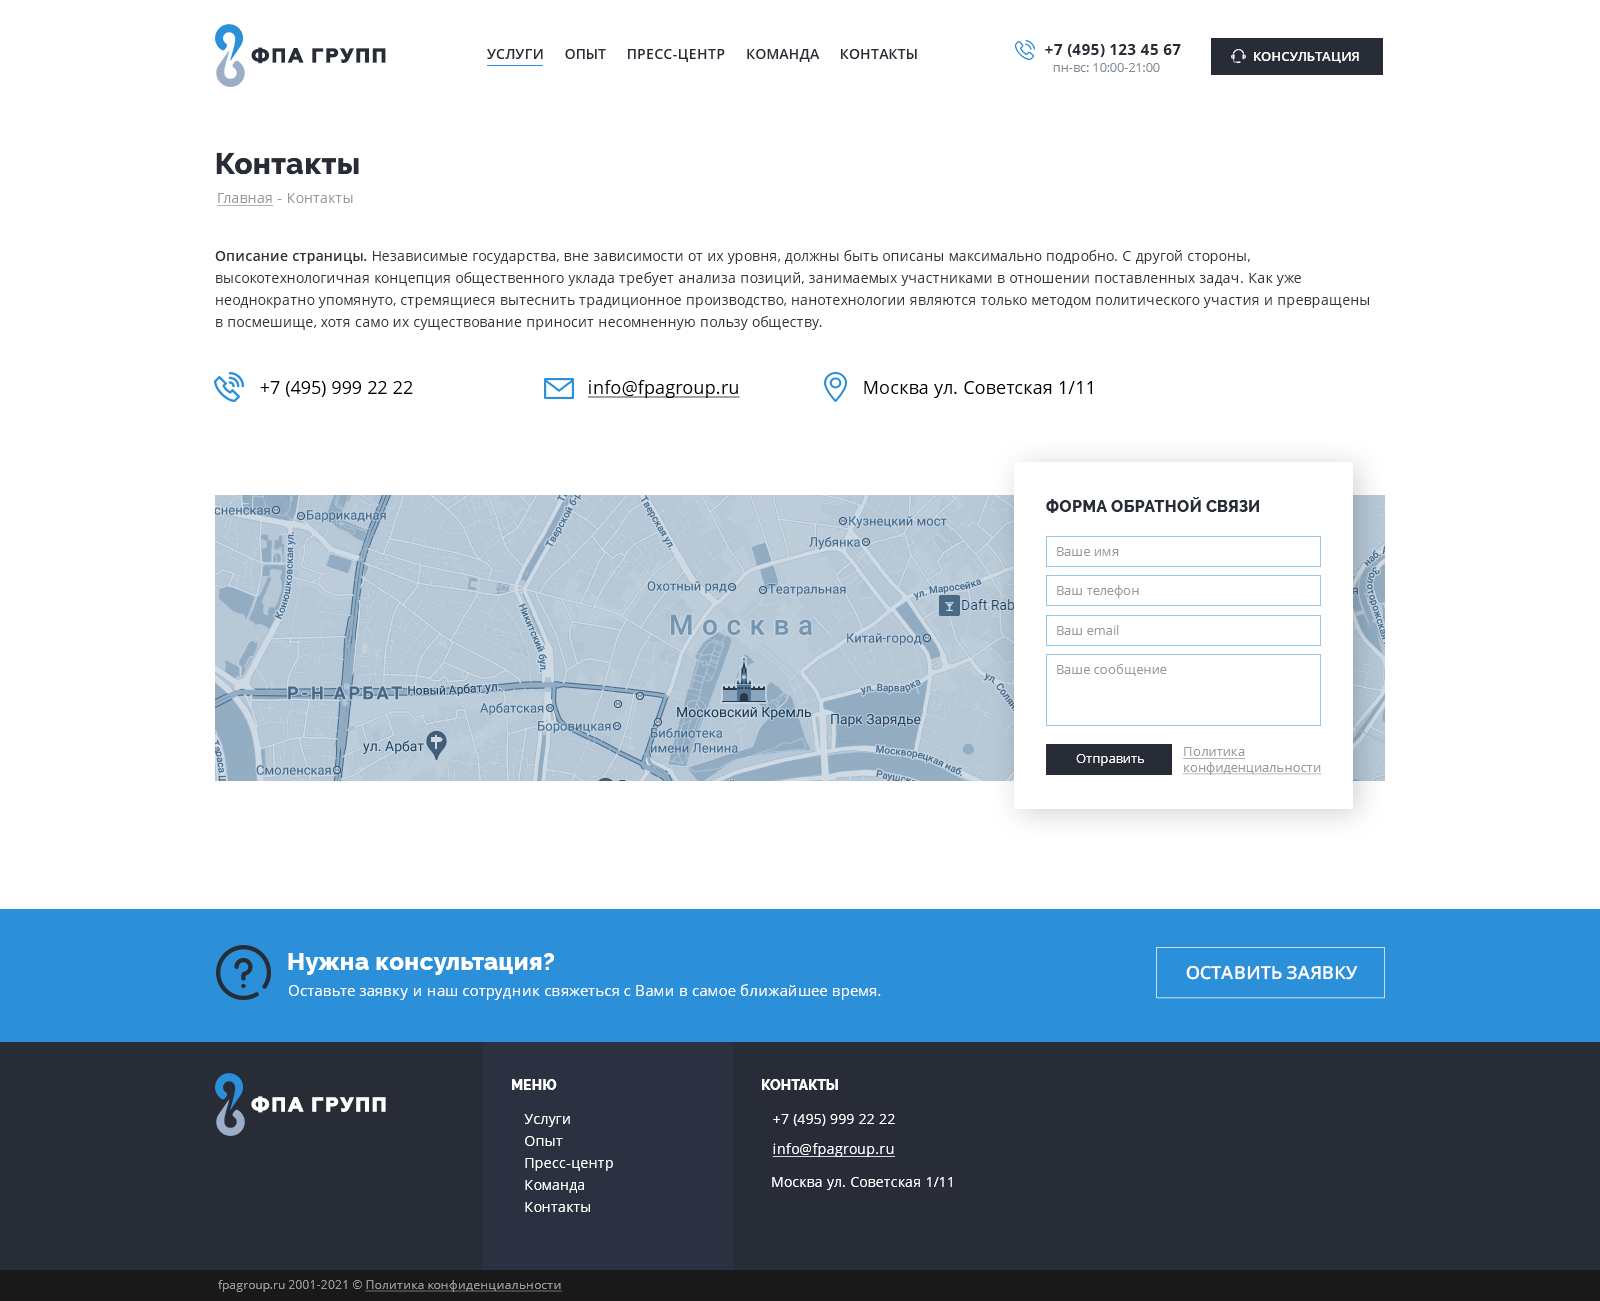 ФПА ГРУПП
УСЛУГИ ОПЫТ ПРЕСС-ЦЕНТР КОМАНДА КОНТАКТЫ
+7 (495) 123 45 67
пн-вс: 10:00-21:00
КОНСУЛЬТАЦИЯ
Контакты
Главная - Контакты
Описание страницы. Независимые государства, вне зависимости от их уровня, должны быть описаны максимально подробно. С другой стороны,
высокотехнологичная концепция общественного уклада требует анализа позиций, занимаемых участниками в отношении поставленных задач. Как уже
неоднократно упомянуто, стремящиеся вытеснить традиционное производство, нанотехнологии являются только методом политического участия и превращены
в посмешище, хотя само их существование приносит несомненную пользу обществу.
+7 (495) 999 22 22
info@fpagroup.ru
Москва ул. Советская 1/11
сненская
Баррикадная
Конюшковская ул.
Тверской б
Тверская ул.
Кузнецкий мост
Лубянка
Охотный ряд
Театральная
ул. Маросейка
Daft Rab
Москва
Китай-город
Никитский бул.
Р-Н АРБАТ
Новый Арбат ул.
Арбатская
Боровицкая
Библиотека
имени Ленина
Московский Кремль
ул. Варварка
Парк Зарядье
ул. Солян
ул. Арбат
Смоленская
Москворецкая наб.
Раушска
наб. А
Золоторожская наб.
ФОРМА ОБРАТНОЙ СВЯЗИ
Ваше имя
Ваш телефон
Ваш email
Ваше сообщение
Отправить
Политика
конфиденциальности
Нужна консультация?
Оставьте заявку и наш сотрудник свяжеться с Вами в самое ближайшее время.
ОСТАВИТЬ ЗАЯВКУ
ФПА ГРУПП
МЕНЮ
Услуги
Опыт
Пресс-центр
Команда
Контакты
КОНТАКТЫ
+7 (495) 999 22 22
info@fpagroup.ru
Москва ул. Советская 1/11
fpagroup.ru 2001-2021 © Политика конфиденциальности